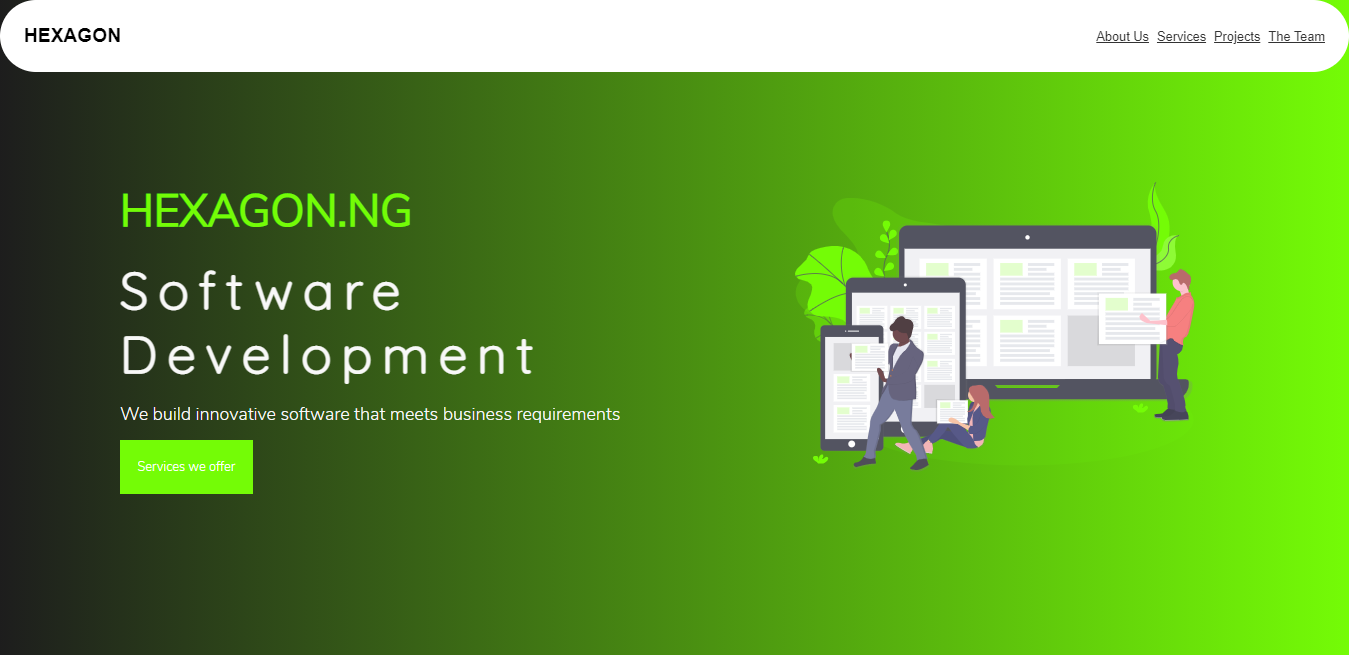 HEXAGON
About Us Services Projects The Team
HEXAGON.NG
Software
Development
We build innovative software that meets business requirements
Services we offer